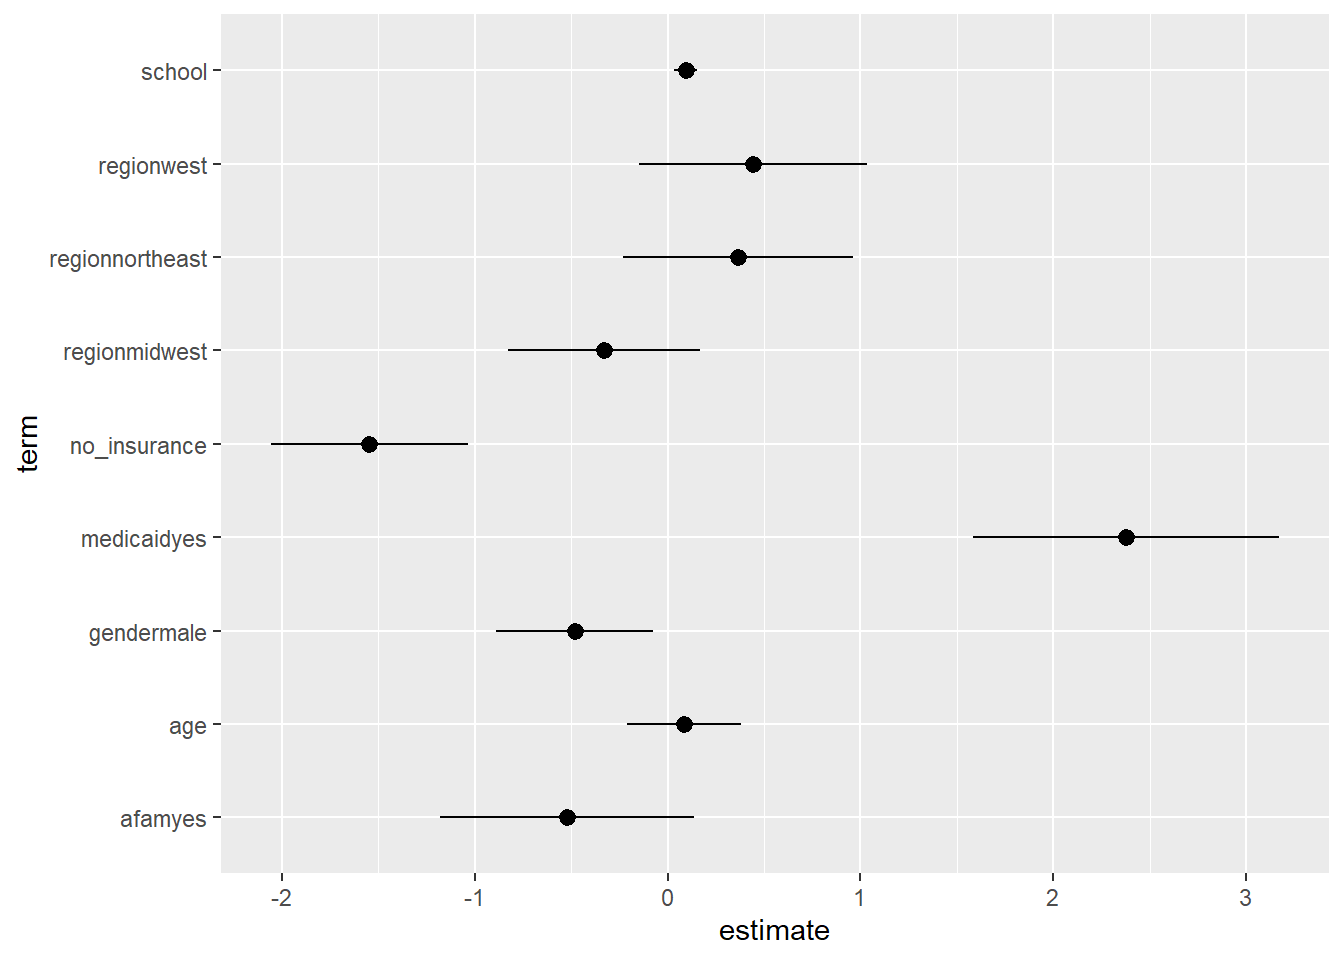 school
regionwest
regionnortheast
regionmidwest
no_insurance
medicaidyes
gendermale
age
afamyes
term
-2 -1 0 1 2 3
estimate